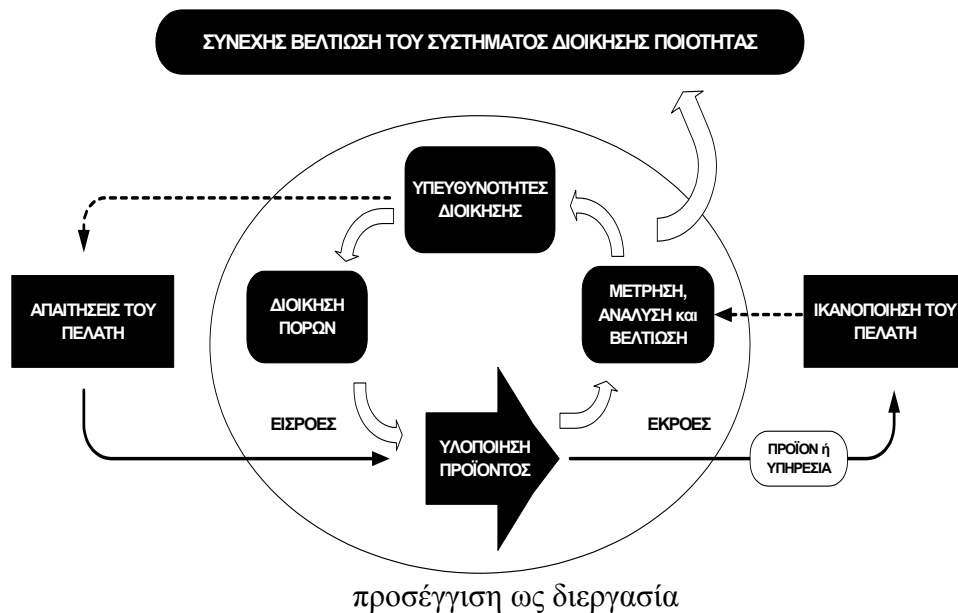 ΣΥΝΕΧΗΣ ΒΕΛΤΙΩΣΗ ΤΟΥ ΣΥΣΤΗΜΑΤΟΣ ΔΙΟΙΚΗΣΗΣ ΠΟΙΟΤΗΤΑΣ
ΥΠΕΥΘΥΝΟΤΗΤΕΣ
ΔΙΟΙΚΗΣΗΣ
ΑΠΑΙΤΗΣΕΙΣ ΤΟΥ
ΠΕΛΑΤΗ
ΔΙΟΙΚΗΣΗ
ΠΟΡΩΝ
ΜΕΤΡΗΣΗ,
ΑΝΑΛΥΣΗ και
ΒΕΛΤΙΩΣΗ
ΙΚΑΝΟΠΟΙΗΣΗ ΤΟΥ
ΠΕΛΑΤΗ
ΕΙΣΡΟΕΣ
ΥΛΟΠΟΙΗΣΗ
ΠΡΟΪΟΝΤΟΣ
ΕΚΡΟΕΣ
ΠΡΟΪΟΝ ή
ΥΠΗΡΕΣΙΑ
προσέγγιση ως διεργασία